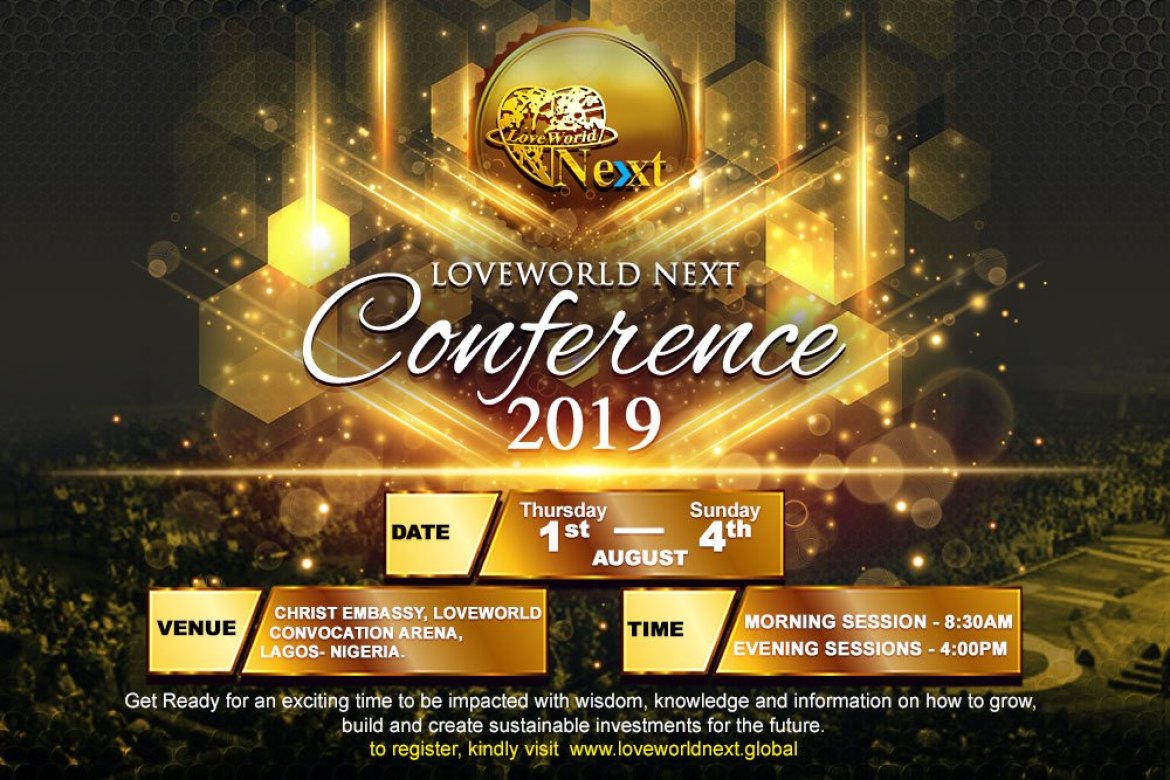 LoveWorld
Next
LOVEWORLD NEXT
Conference
2019
DATE
Thursday Sunday
1st — 4th
AUGUST
VENUE
CHRIST EMBASSY, LOVEWORLD
CONVOCATION ARENA,
LAGOS- NIGERIA.
TIME
MORNING SESSION - 8:30AM
EVENING SESSIONS - 4:00PM
Get Ready for an exciting time to be impacted with wisdom, knowledge and information on how to grow,
build and create sustainable investments for the future.
to register, kindly visit www.loveworldnext.global